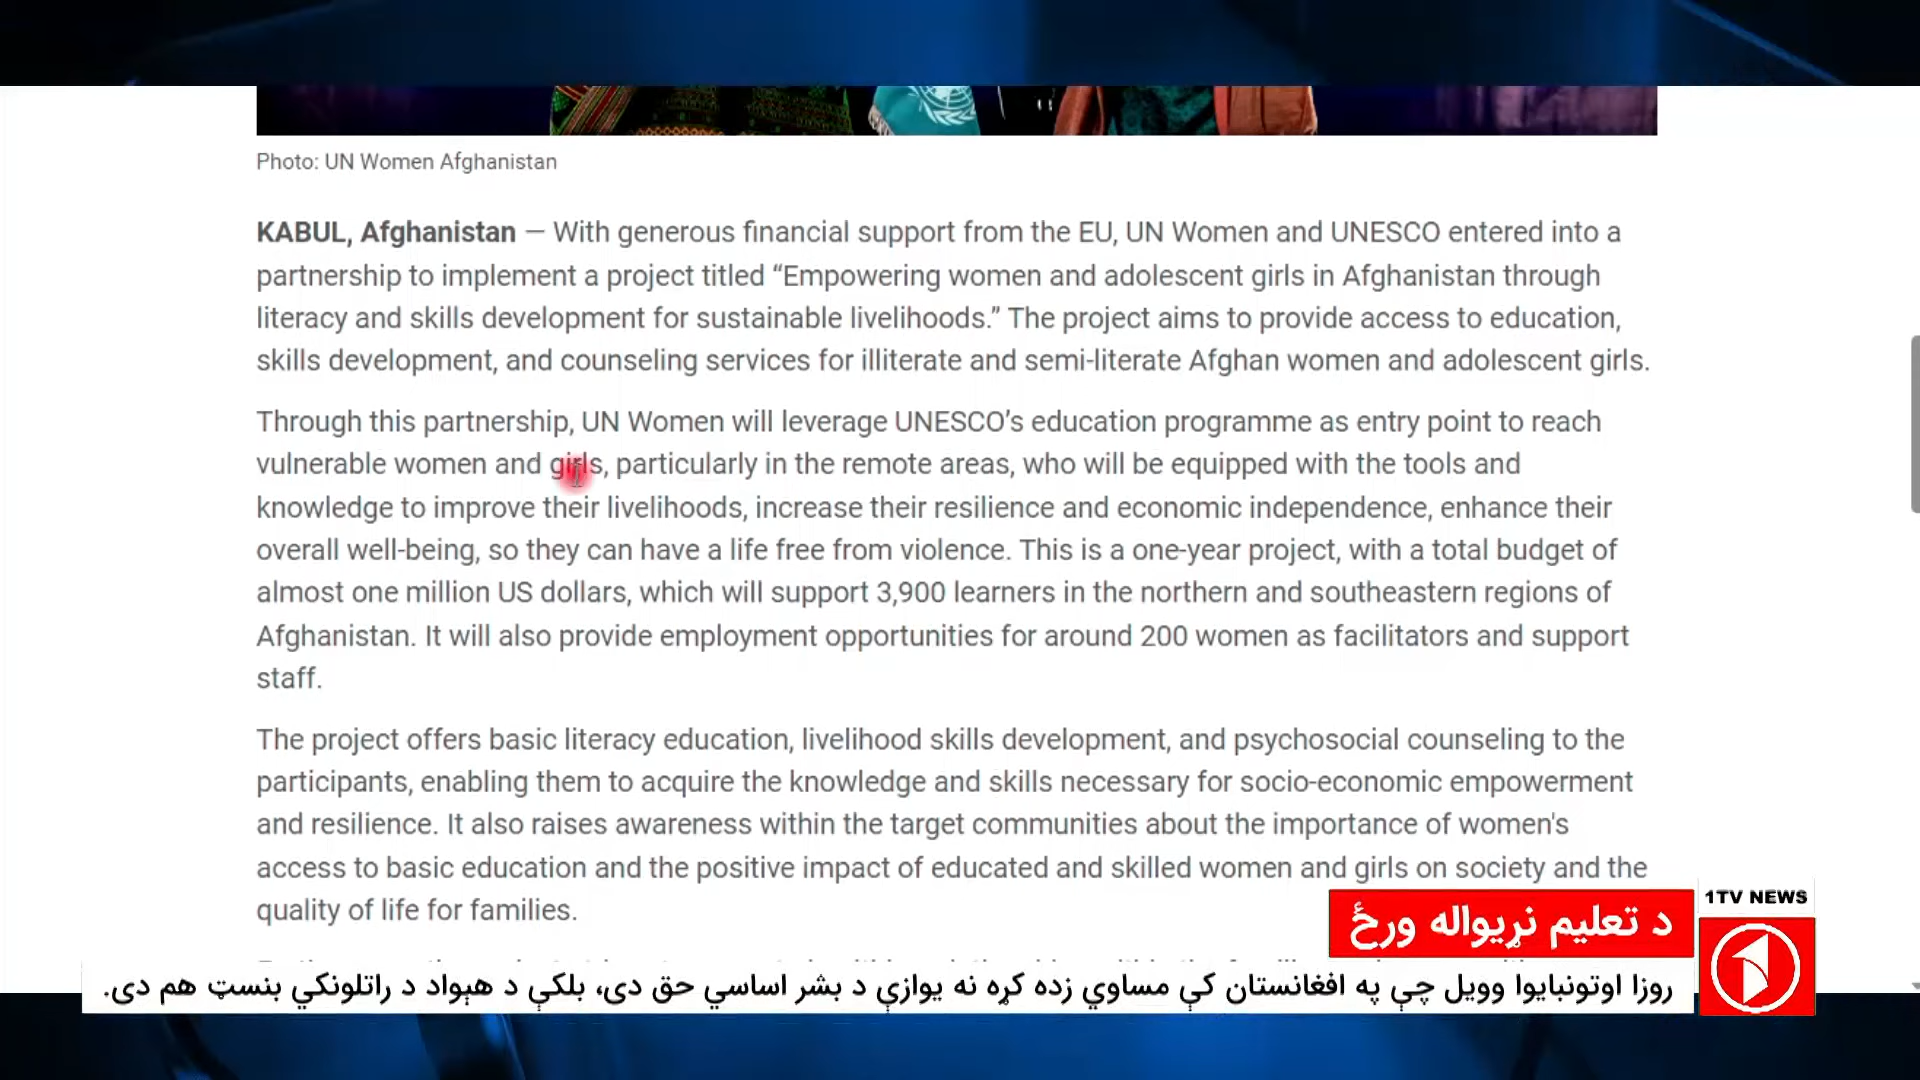 Photo: UN Women Afghanistan
KABUL, Afghanistan — With generous financial support from the EU, UN Women and UNESCO entered into a
partnership to implement a project titled “Empowering women and adolescent girls in Afghanistan through
literacy and skills development for sustainable livelihoods.” The project aims to provide access to education,
skills development, and counseling services for illiterate and semi-literate Afghan women and adolescent girls.
Through this partnership, UN Women will leverage UNESCO’s education programme as entry point to reach
vulnerable women and girls, particularly in the remote areas, who will be equipped with the tools and
knowledge to improve their livelihoods, increase their resilience and economic independence, enhance their
overall well-being, so they can have a life free from violence. This is a one-year project, with a total budget of
almost one million US dollars, which will support 3,900 learners in the northern and southeastern regions of
Afghanistan. It will also provide employment opportunities for around 200 women as facilitators and support
staff.
The project offers basic literacy education, livelihood skills development, and psychosocial counseling to the
participants, enabling them to acquire the knowledge and skills necessary for socio-economic empowerment
and resilience. It also raises awareness within the target communities about the importance of women's
access to basic education and the positive impact of educated and skilled women and girls on society and the
quality of life for families.
1TV NEWS
د تعلیم نړیواله ورځ
روزا اوتونبایوا وویل چې په افغانستان کې مساوي زده کړه نه یوازې د بشر اساسي حق دی، بلکې د هېواد د راتلونکي بنسټ هم دی.